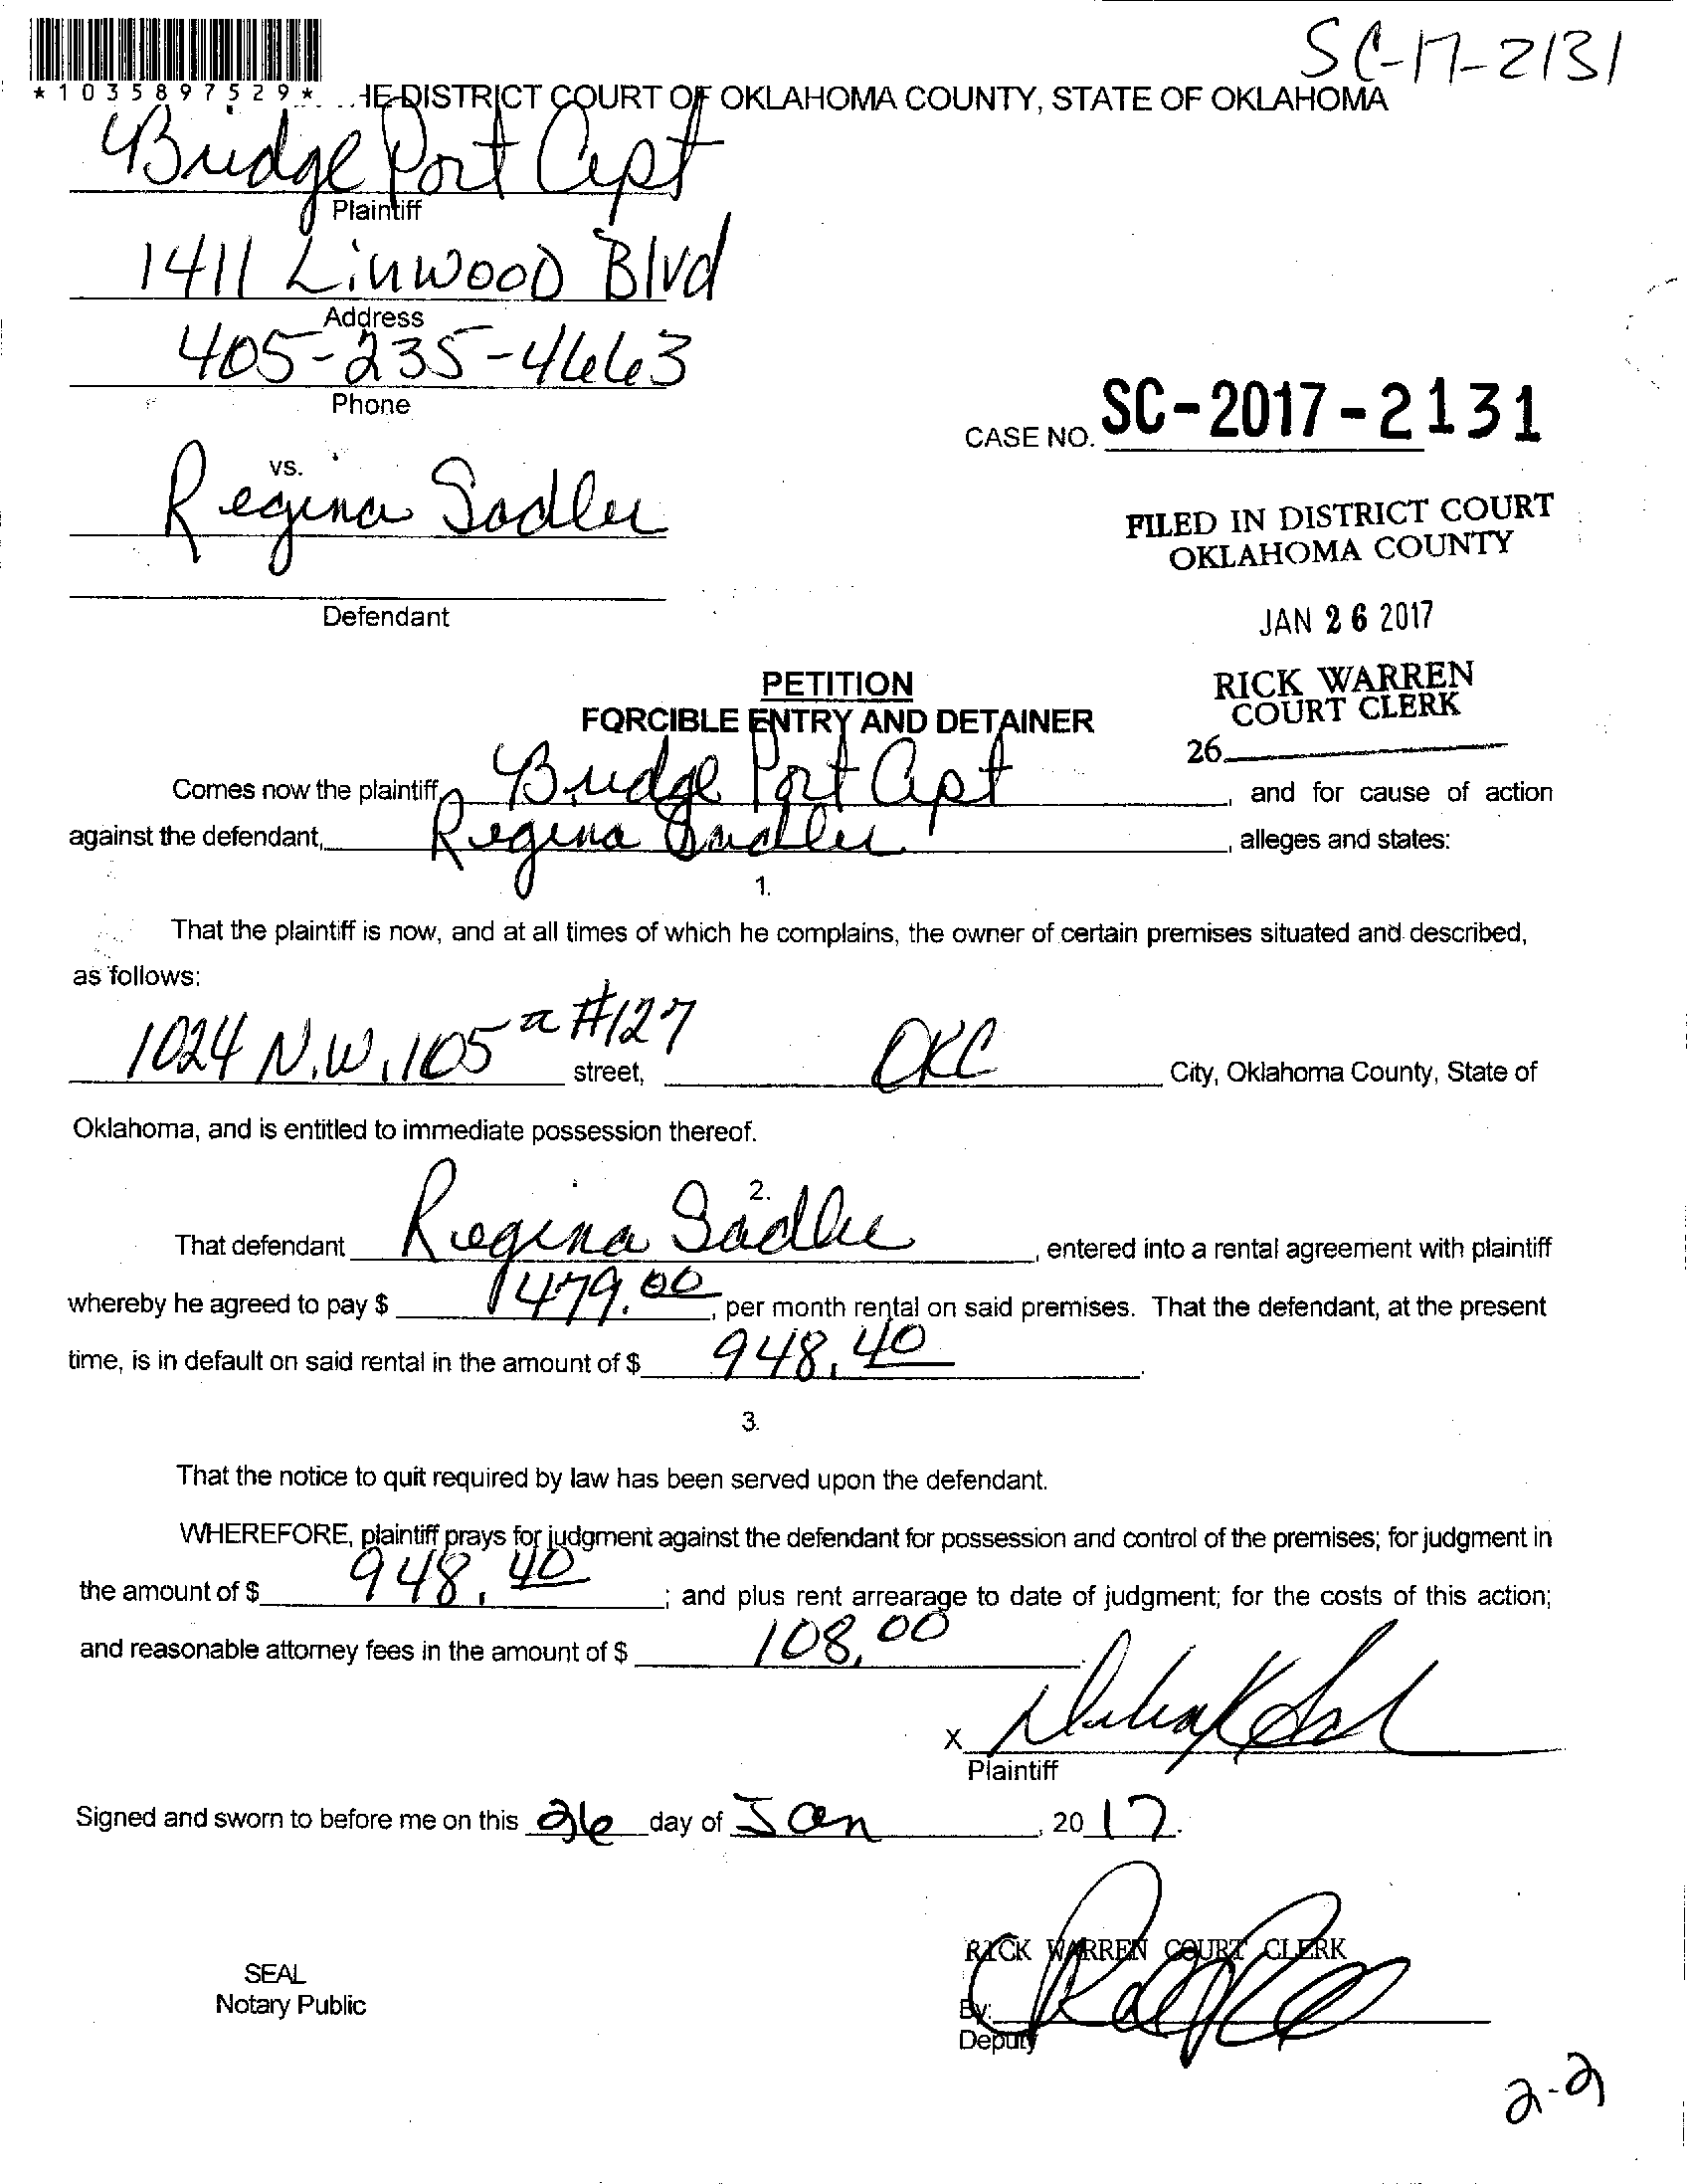 SC-17-2131
*1035897529* HE DISTRICT COURT OF OKLAHOMA COUNTY, STATE OF OKLAHOMA
Bridge Port Apt
Plaintiff
1411 Linwood Blvd
Address
405-235-4663
Phone
CASE NO. SC-2017-2131
vs.
Regina Sadler
FILED IN DISTRICT COURT
OKLAHOMA COUNTY
Defendant
JAN 26 2017
PETITION
RICK WARREN
COURT CLERK
FORCIBLE ENTRY AND DETAINER
26
Comes now the plaintiff, Bridge Port Apt, and for cause of action
against the defendant, Regina Sadler, alleges and states:
1.
That the plaintiff is now, and at all times of which he complains, the owner of certain premises situated and described,
as follows:
1024 N.W. 105 #127 street, OKC City, Oklahoma County, State of
Oklahoma, and is entitled to immediate possession thereof.
2.
That defendant Regina Sadler, entered into a rental agreement with plaintiff
whereby he agreed to pay $ 479.00, per month rental on said premises. That the defendant, at the present
time, is in default on said rental in the amount of $ 948.40.
3.
That the notice to quit required by law has been served upon the defendant.
WHEREFORE, plaintiff prays for judgment against the defendant for possession and control of the premises; for judgment in
the amount of $ 948.40; and plus rent arrearage to date of judgment; for the costs of this action;
and reasonable attorney fees in the amount of $ 108.00.
X
Plaintiff
Signed and sworn to before me on this 26 day of Jan, 2017.
RICK WARREN COURT CLERK
SEAL
Notary Public
By:
Deputy
2-2